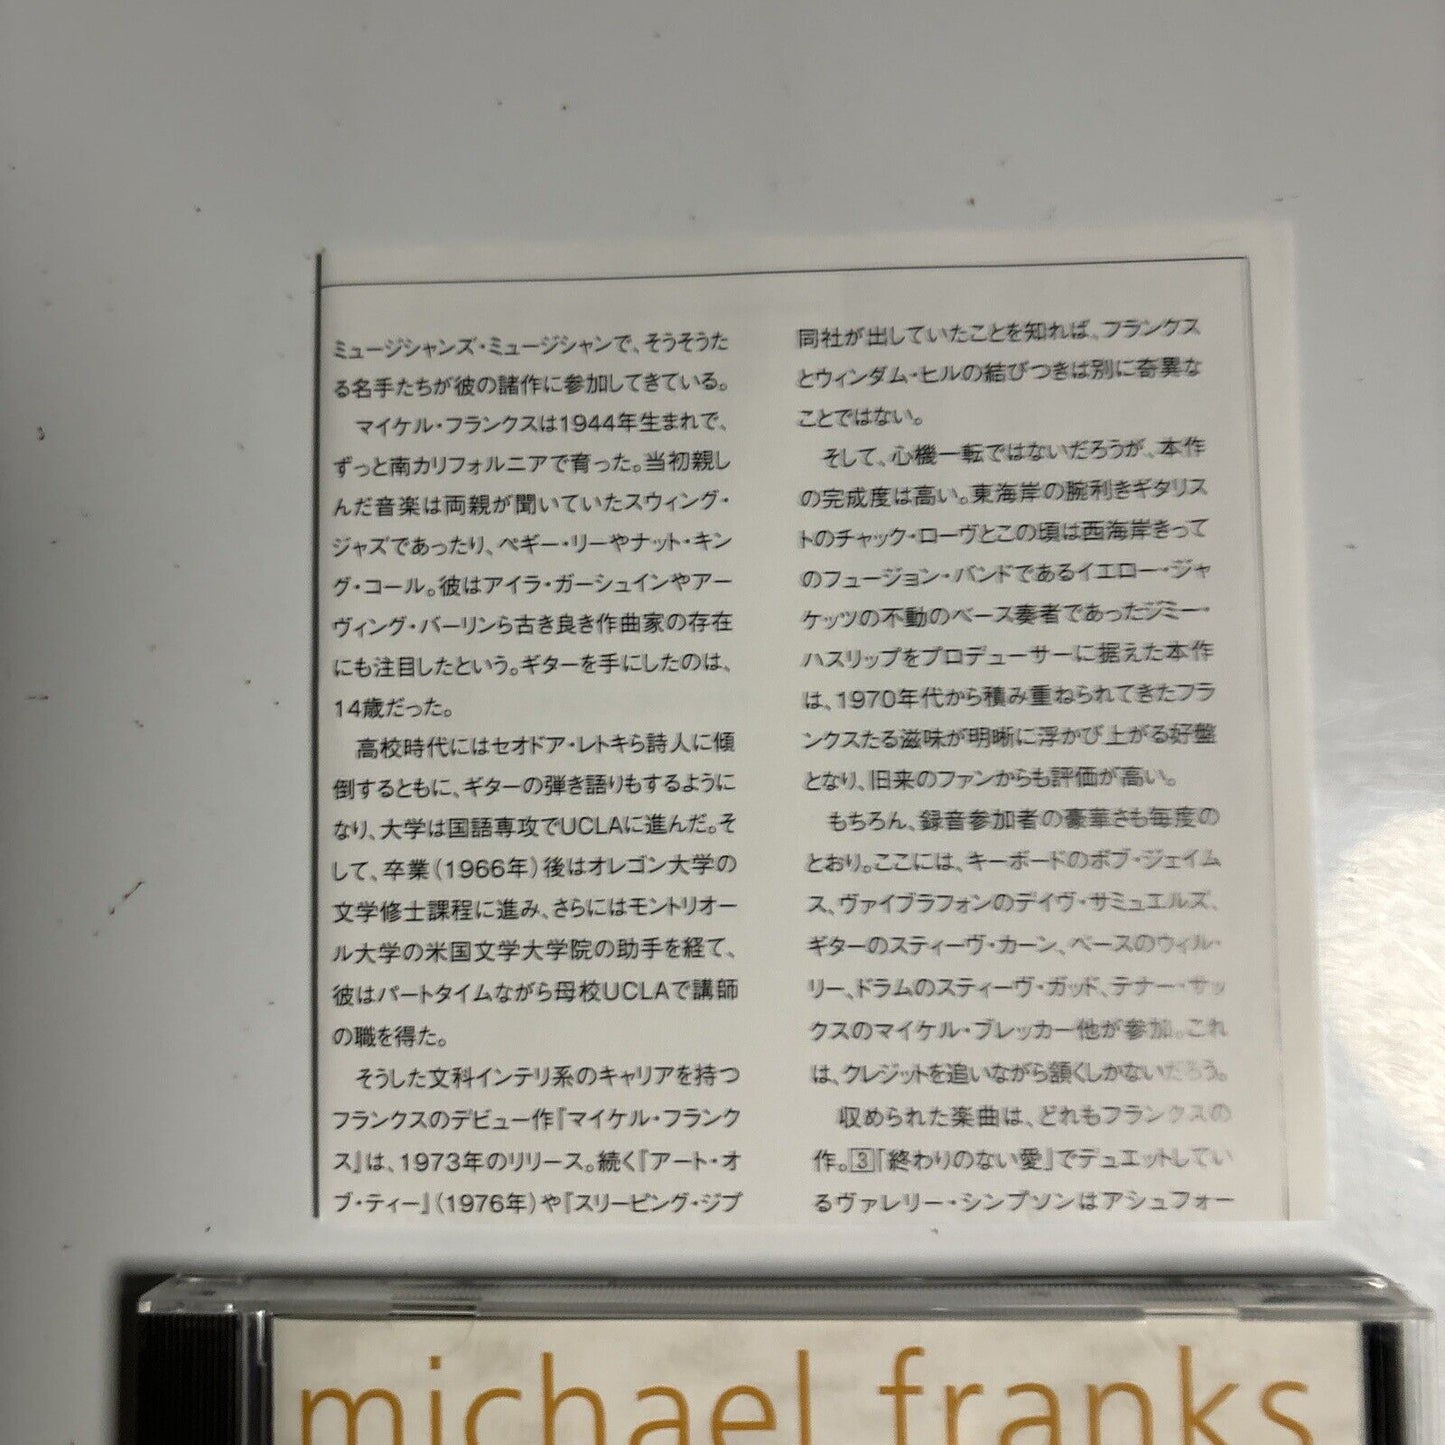 ミュージシャンズ・ミュージシャンで、そうそうた
る名手たちが彼の諸作に参加してきている。
マイケル・フランクスは1944年生まれで、
ずっと南カリフォルニアで育った。当初親し
んだ音楽は両親が聞いていたスウィング・
ジャズであったり、ペギー・リーやナット・キン
グ・コール。彼はアイラ・ガーシュインやアー
ヴィング・バーリンら古き良き作曲家の存在
にも注目したという。ギターを手にしたのは、
14歳だった。
高校時代にはセオドア・レトキら詩人に傾
倒するともに、ギターの弾き語りもするように
なり、大学は国語専攻でUCLAに進んだ。そ
して、卒業（1966年）後はオレゴン大学の
文学修士課程に進み、さらにはモントリオー
ル大学の米国文学大学院の助手を経て、
彼はパートタイムながら母校UCLAで講師
の職を得た。
そうした文科インテリ系のキャリアを持つ
フランクスのデビュー作『マイケル・フランク
ス』は、1973年のリリース。続く『アート・オ
ブ・ティー』（1976年）や『スリーピング・ジプ
同社が出していたことを知れば、フランクス
とウィンダム・ヒルの結びつきは別に奇異な
ことではない。
そして、心機一転ではないだろうが、本作
の完成度は高い。東海岸の腕利きギタリス
トのチャック・ローヴとこの頃は西海岸きって
のフュージョン・バンドであるイエロー・ジャ
ケッツの不動のベース奏者であったジミー・
ハスリップをプロデューサーに据えた本作
は、1970年代から積み重ねられてきたフラ
ンクスたる滋味が明晰に浮かび上がる好盤
となり、旧来のファンからも評価が高い。
もちろん、録音参加者の豪華さも毎度の
とおり。ここには、キーボードのボブ・ジェイム
ス、ヴァイブラフォンのデイヴ・サミュエルズ、
ギターのスティーヴ・カーン、ベースのウィル・
リー、ドラムのスティーヴ・ガッド、テナー・サッ
クスのマイケル・ブレッカー他が参加。これ
は、クレジットを追いながら頷くしかないだろう。
収められた楽曲は、どれもフランクスの
作。3「終わりのない愛」でデュエットしてい
るヴァレリー・シンプソンはアシュフォー
michael franks